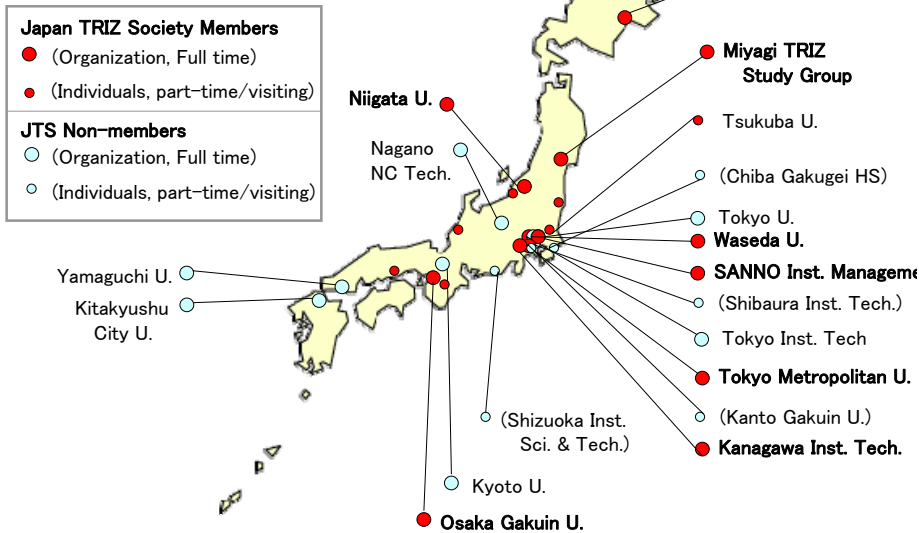 Japan TRIZ Society Members
(Organization, Full time)
(Individuals, part-time/visiting)
JTS Non-members
(Organization, Full time)
(Individuals, part-time/visiting)
Miyagi TRIZ
Study Group
Niigata U.
Tsukuba U.
Nagano
NC Tech.
(Chiba Gakugei HS)
Tokyo U.
Waseda U.
Yamaguchi U.
SANNO Inst. Manageme
Kitakyushu
City U.
(Shibaura Inst. Tech.)
Tokyo Inst. Tech
Tokyo Metropolitan U.
(Shizuoka Inst.
Sci. & Tech.)
(Kanto Gakuin U.)
Kanagawa Inst. Tech.
Kyoto U.
Osaka Gakuin U.